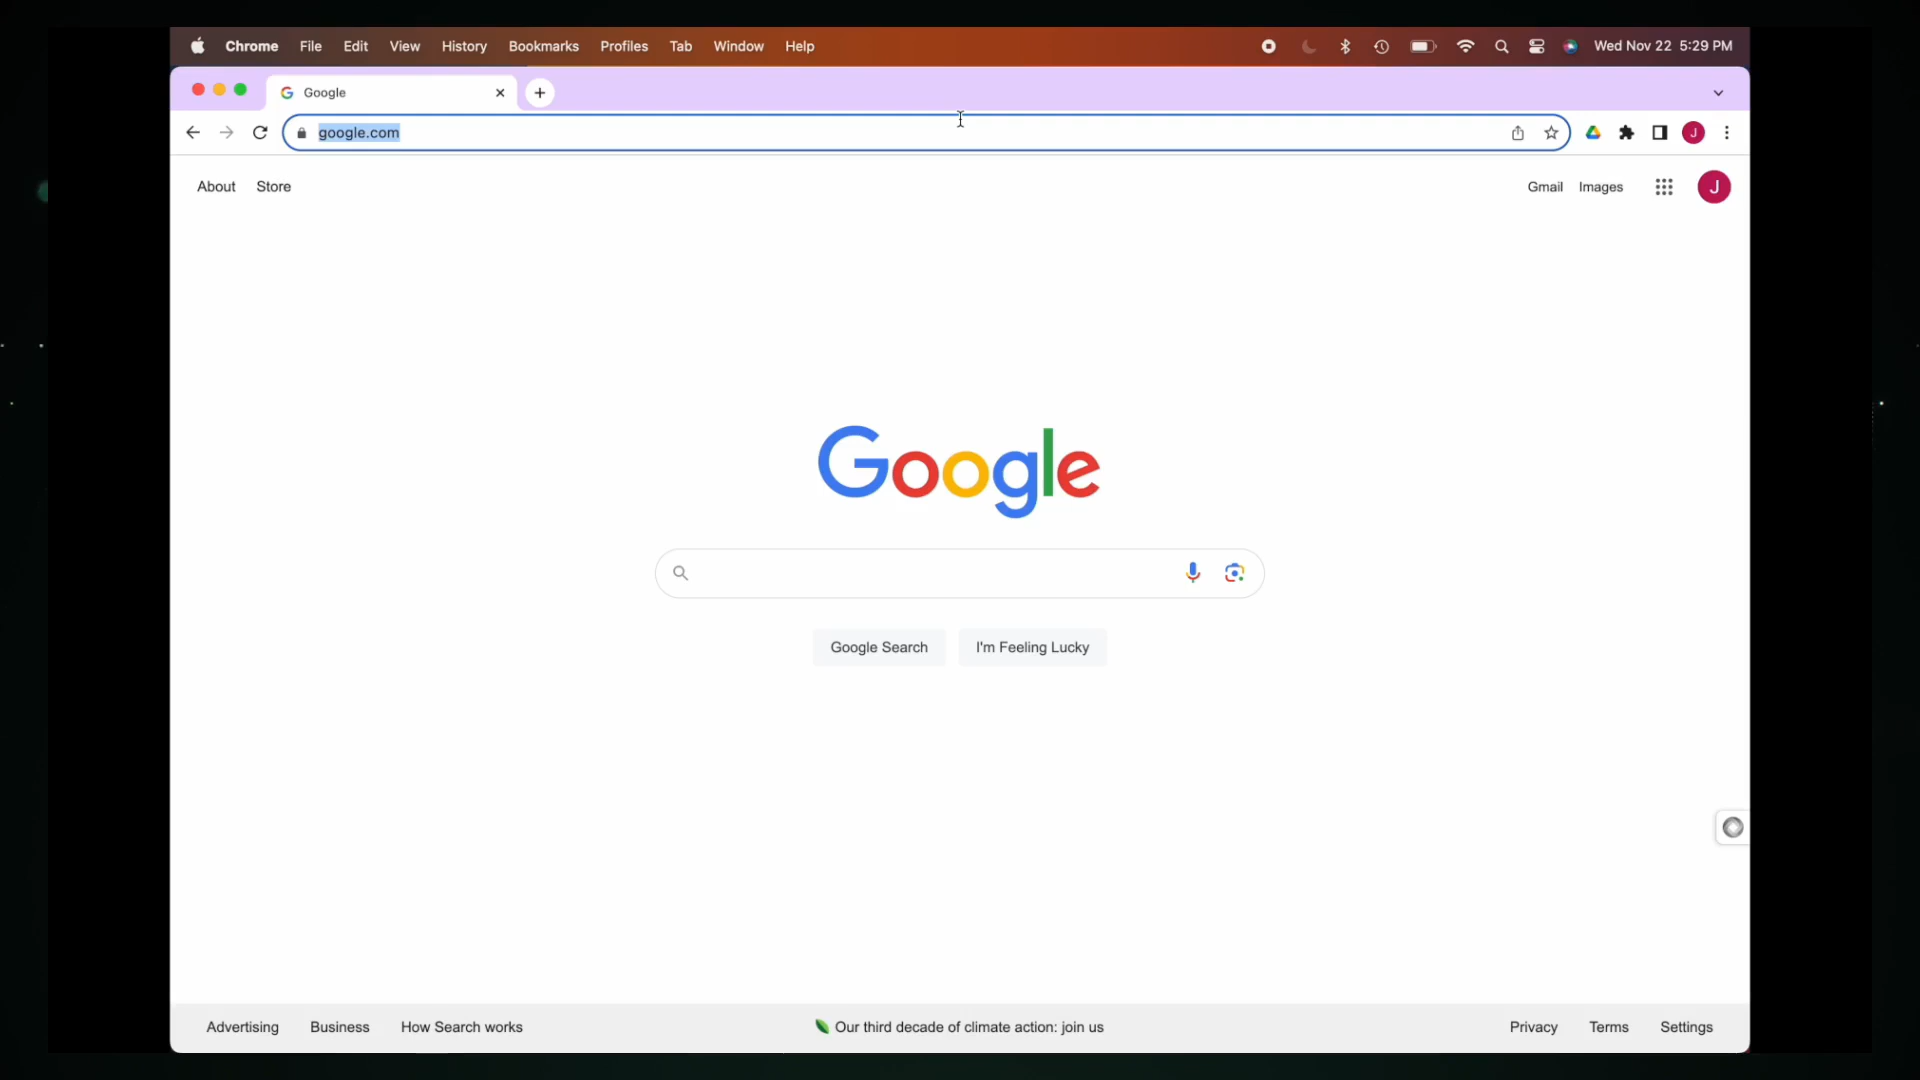 Chrome File Edit View History Bookmarks Profiles Tab Window Help Wed Nov 22 5:29 PM
Google
google.com J
About Store Gmail Images J
Google
Google Search I'm Feeling Lucky
Advertising Business How Search works Our third decade of climate action: join us Privacy Terms Settings